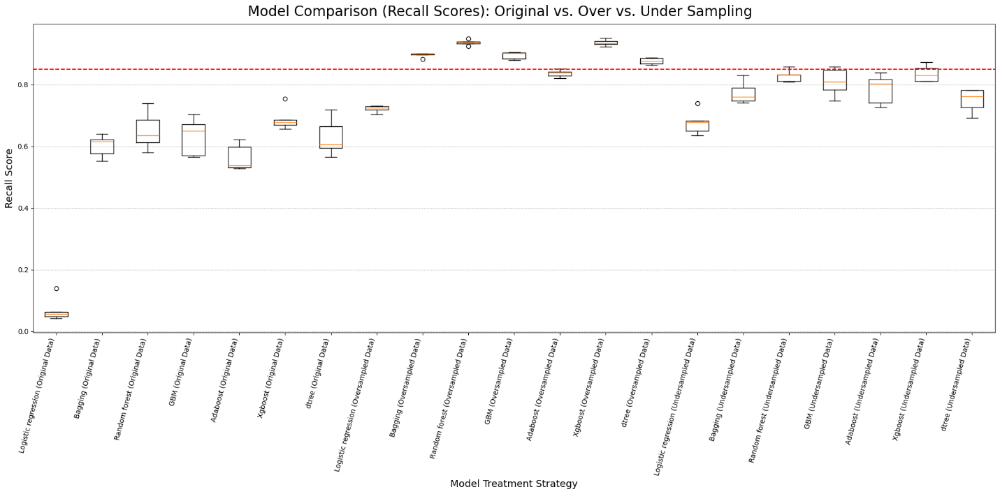 Model Comparison (Recall Scores): Original vs. Over vs. Under Sampling
Recall Score
0.8
0.6
0.4
0.2
0.0
Logistic regression (Original Data)
Bagging (Original Data)
Random forest (Original Data)
GBM (Original Data)
Adaboost (Original Data)
Xgboost (Original Data)
dtree (Original Data)
Logistic regression (Oversampled Data)
Bagging (Oversampled Data)
Random forest (Oversampled Data)
GBM (Oversampled Data)
Adaboost (Oversampled Data)
Xgboost (Oversampled Data)
dtree (Oversampled Data)
Logistic regression (Undersampled Data)
Bagging (Undersampled Data)
Random forest (Undersampled Data)
GBM (Undersampled Data)
Adaboost (Undersampled Data)
Xgboost (Undersampled Data)
dtree (Undersampled Data)
Model Treatment Strategy